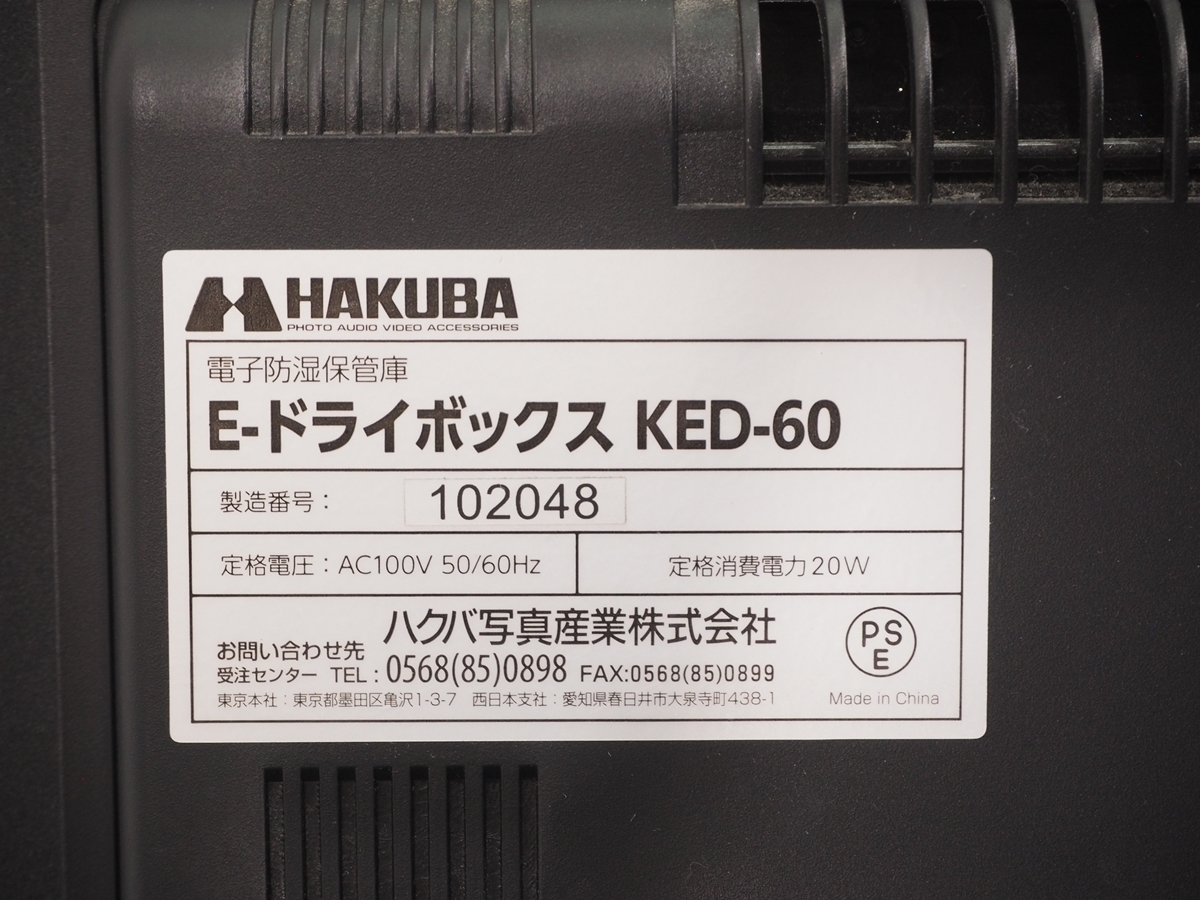 HAKUBA
PHOTO AUDIO VIDEO ACCESSORIES
電子防湿保管庫
E-ドライボックス KED-60
製造番号： 102048
定格電圧：AC100V 50/60Hz 定格消費電力20W
ハクバ写真産業株式会社
お問い合わせ先
受注センター TEL：0568(85)0898 FAX:0568(85)0899
東京本社：東京都墨田区亀沢1-3-7 西日本支社：愛知県春日井市大泉寺町438-1
PS
E
Made in China